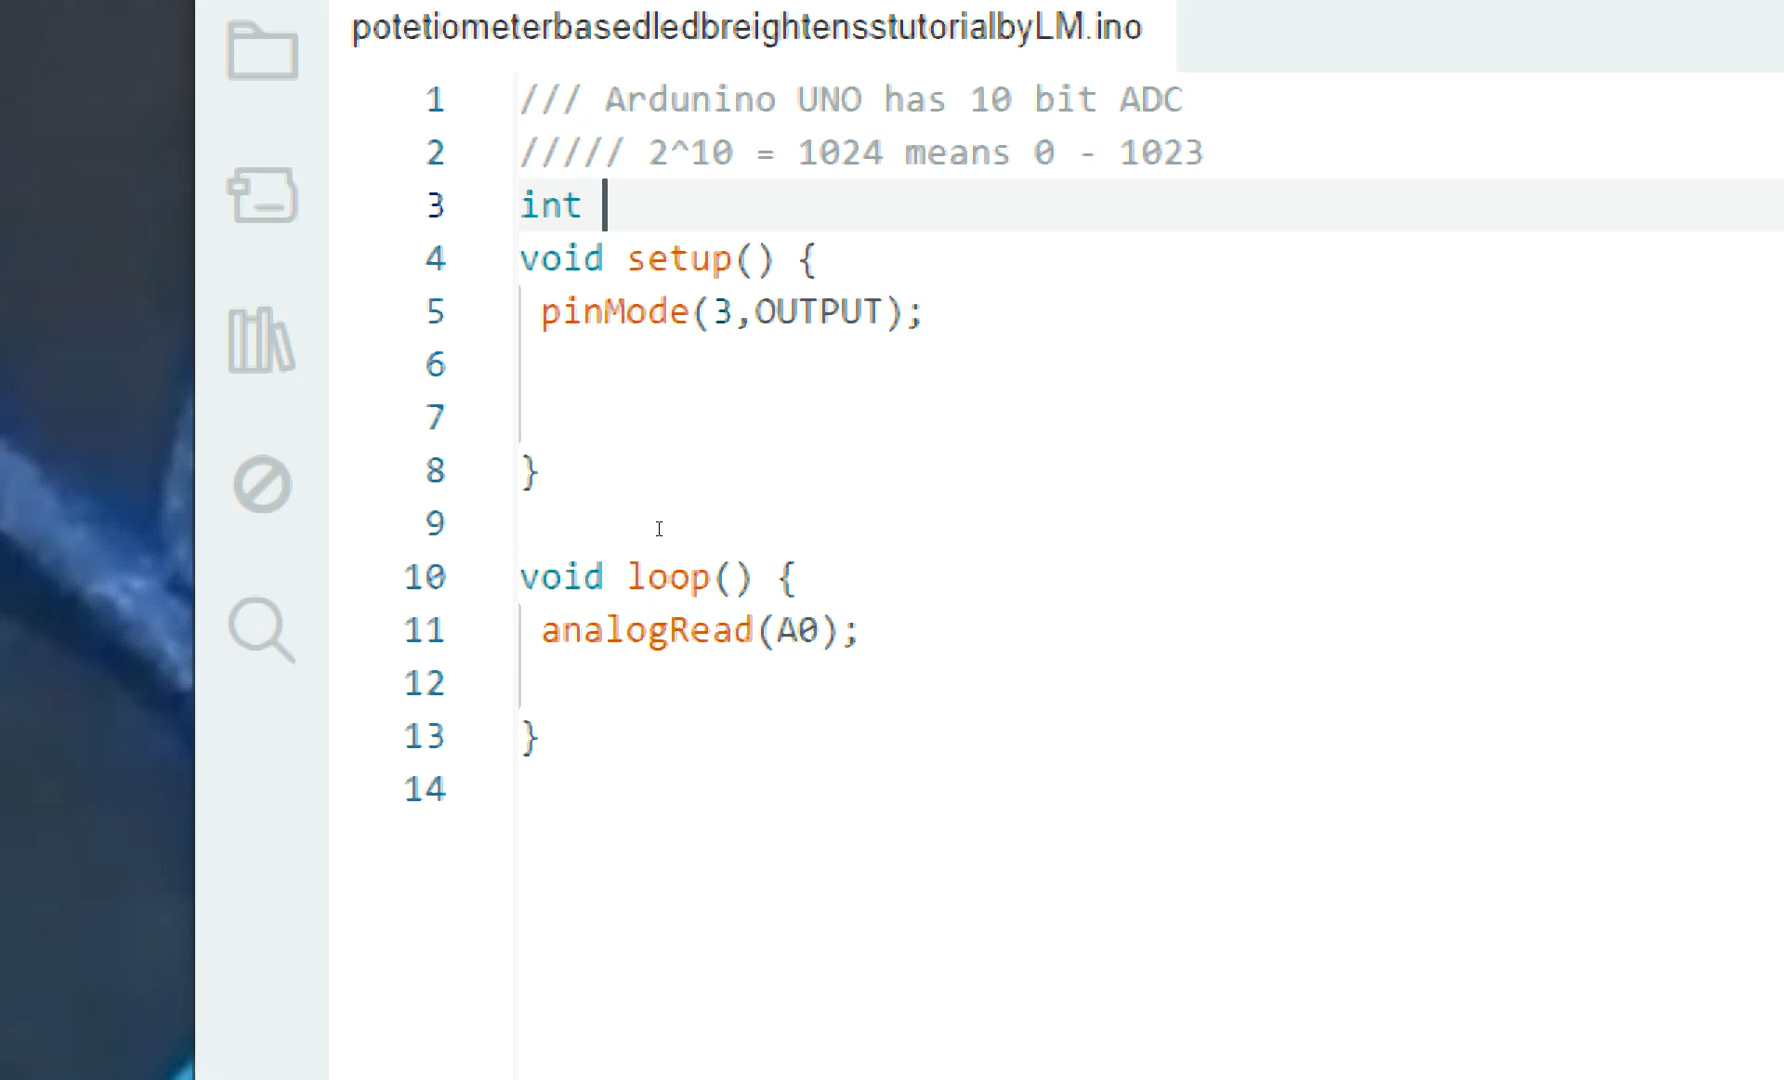 potetiometerbasedledbreightensstutorialbyLM.ino
1 /// Ardunino UNO has 10 bit ADC
2 ///// 2^10 = 1024 means 0 - 1023
3 int
4 void setup() {
5 pinMode(3,OUTPUT);
6
7
8 }
9
10 void loop() {
11 analogRead(A0);
12
13 }
14